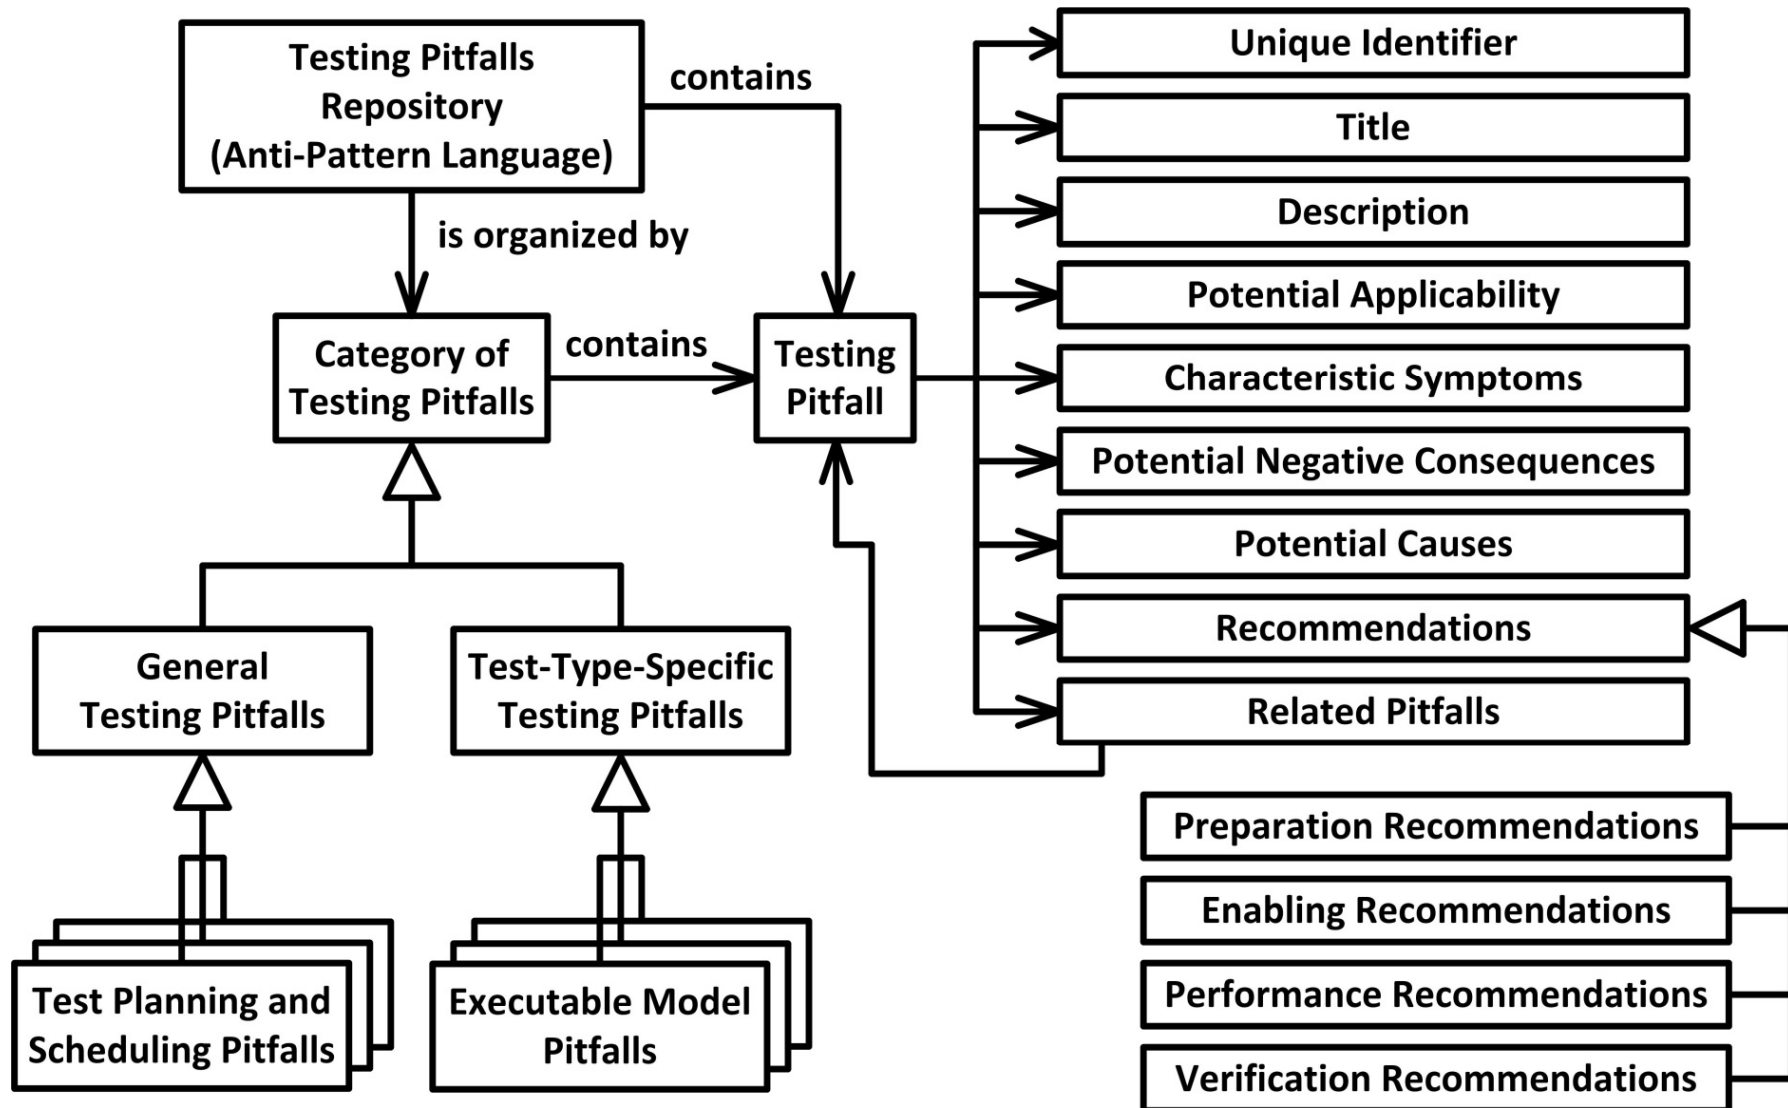 Testing Pitfalls
Repository
(Anti-Pattern Language)
contains
is organized by
Category of
Testing Pitfalls
contains
Testing
Pitfall
General
Testing Pitfalls
Test-Type-Specific
Testing Pitfalls
Test Planning and
Scheduling Pitfalls
Executable Model
Pitfalls
Unique Identifier
Title
Description
Potential Applicability
Characteristic Symptoms
Potential Negative Consequences
Potential Causes
Recommendations
Related Pitfalls
Preparation Recommendations
Enabling Recommendations
Performance Recommendations
Verification Recommendations